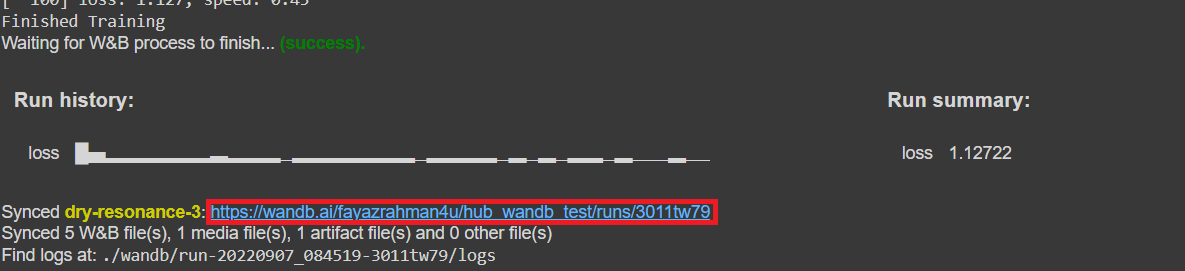 [ 100] loss: 1.127, speed: 0.45
Finished Training
Waiting for W&B process to finish... (success).
Run history:
Run summary:
loss
loss 1.12722
Synced dry-resonance-3: https://wandb.ai/fayazrahman4u/hub_wandb_test/runs/3011tw79
Synced 5 W&B file(s), 1 media file(s), 1 artifact file(s) and 0 other file(s)
Find logs at: ./wandb/run-20220907_084519-3011tw79/logs